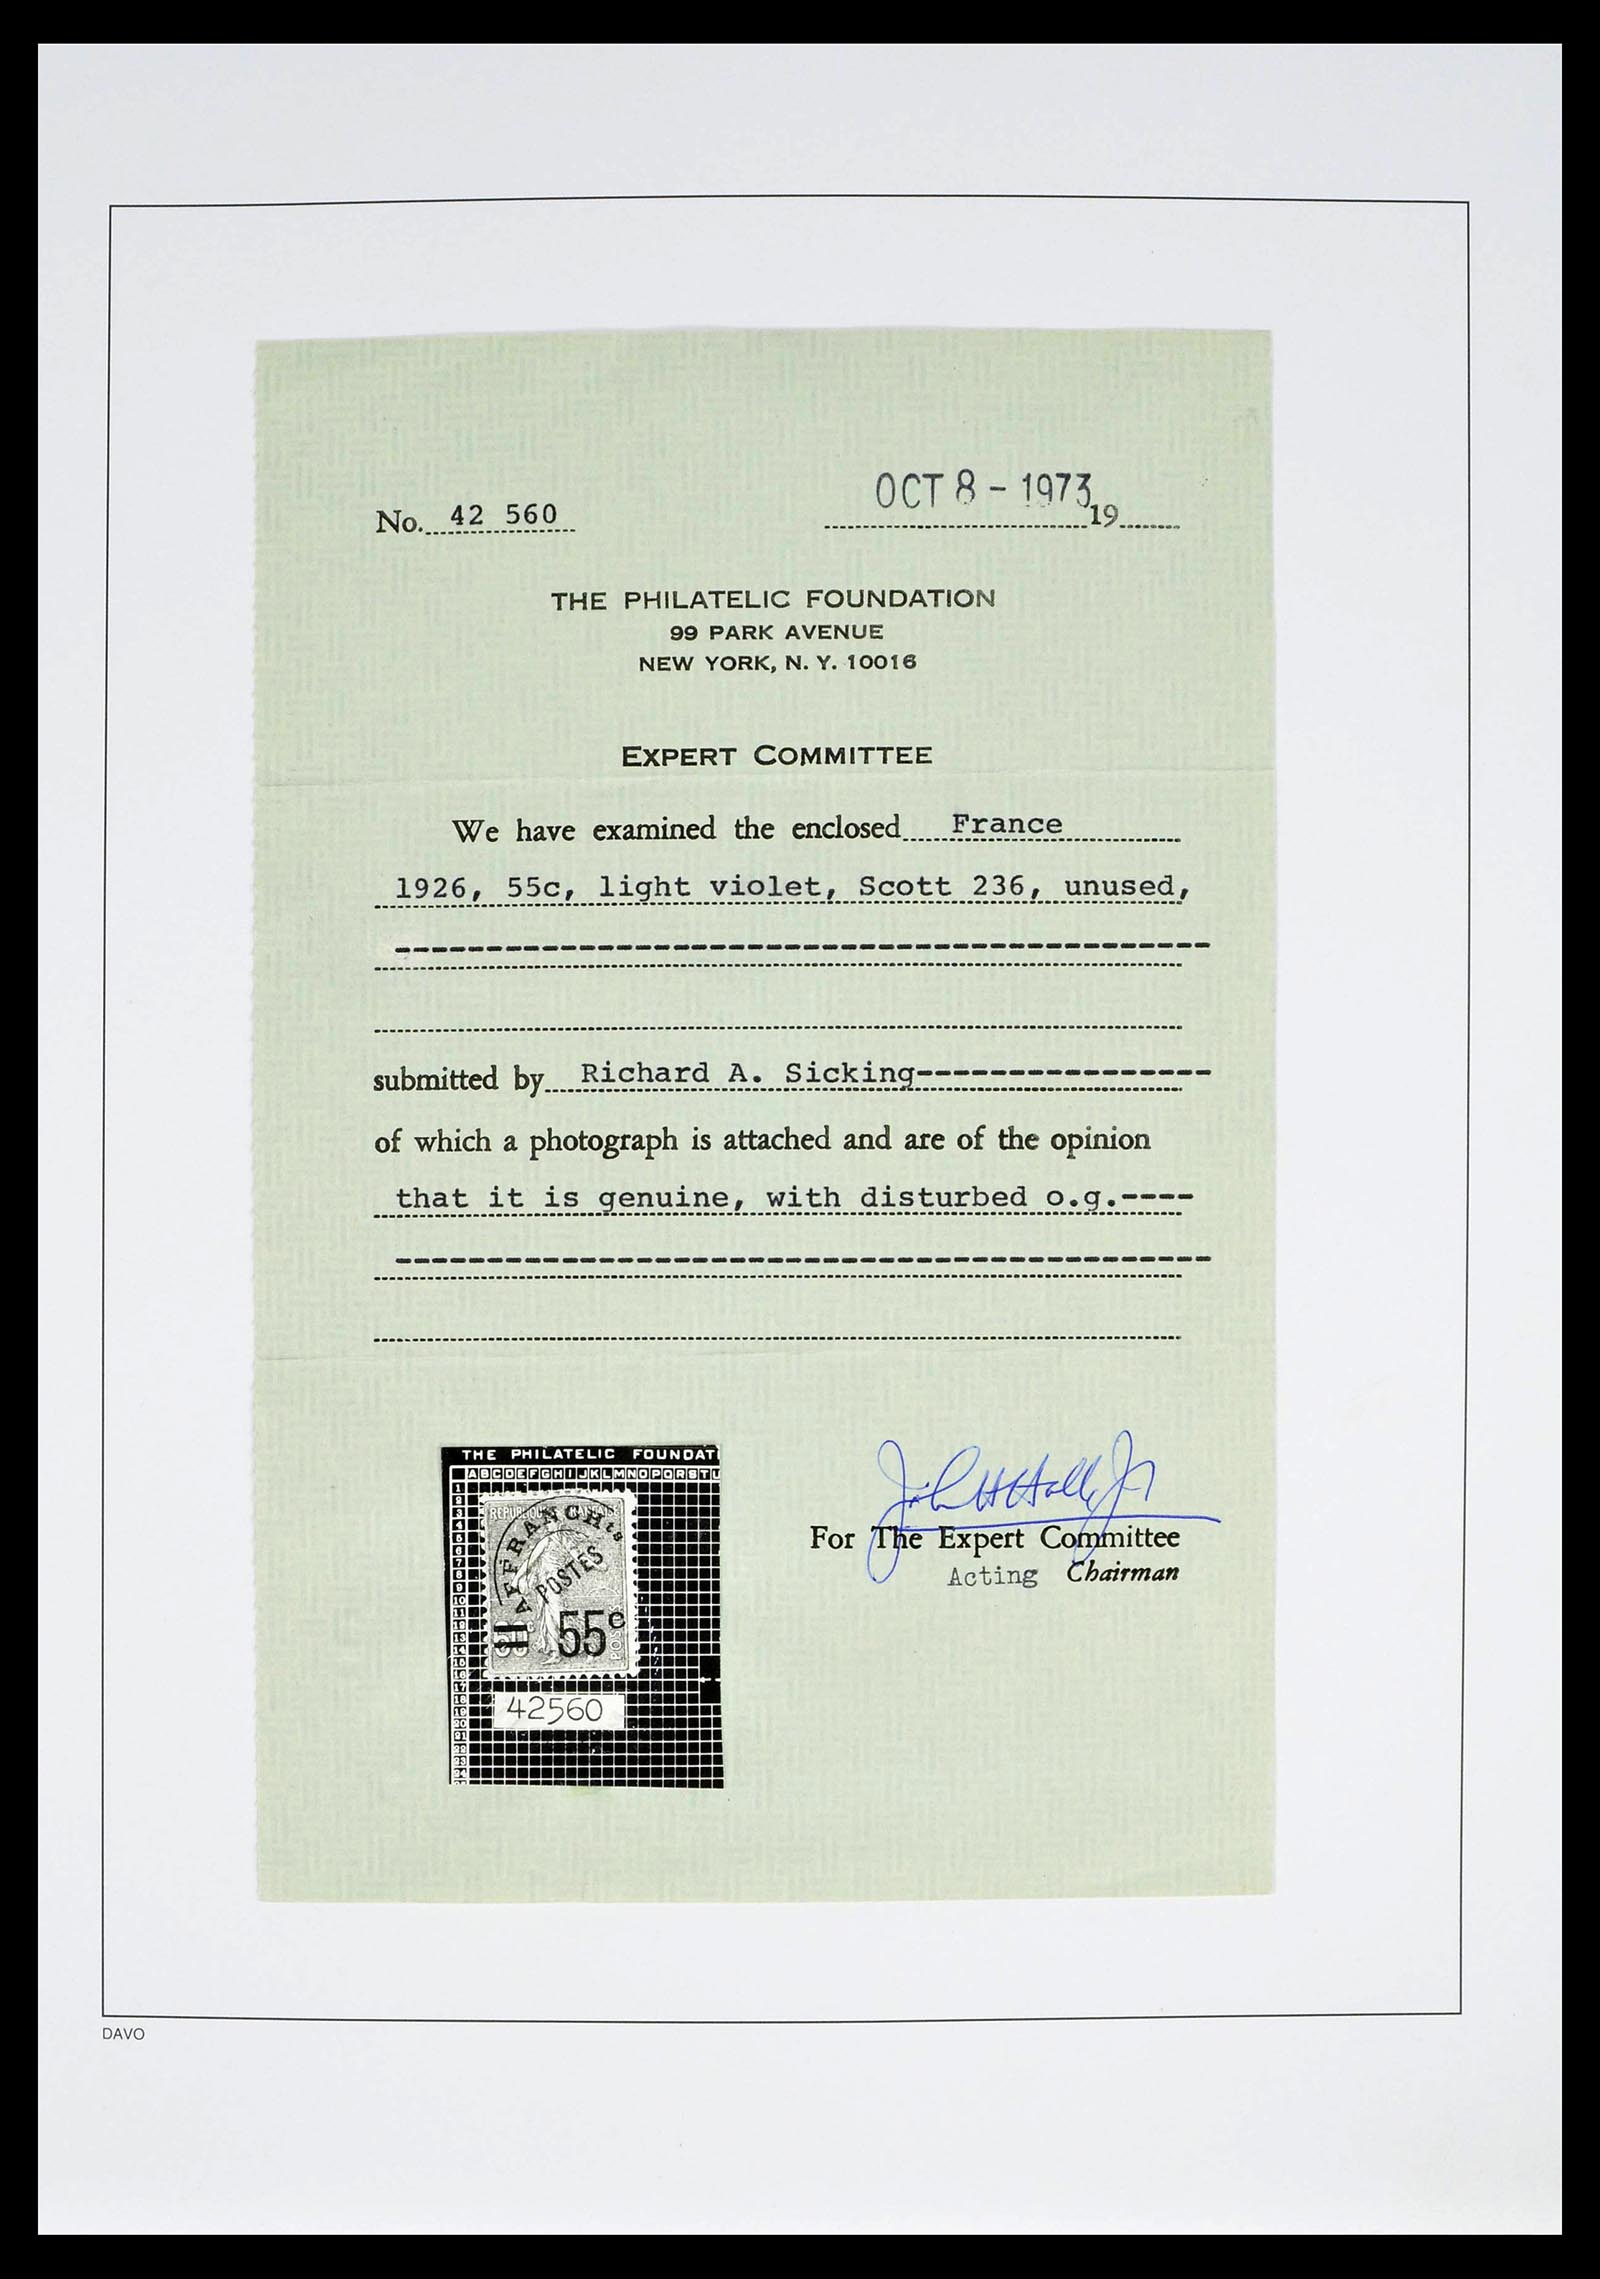 No. 42 560
OCT 8 - 1973 19
THE PHILATELIC FOUNDATION
99 PARK AVENUE
NEW YORK, N. Y. 10016
EXPERT COMMITTEE
We have examined the enclosed France
1926, 55c, light violet, Scott 236, unused,
submitted by Richard A. Sicking
of which a photograph is attached and are of the opinion
that it is genuine, with disturbed o.g.
THE PHILATELIC FOUNDATI
ABCDEFGHIJKLMNOPQRSTU
AFFRANCHts
POSTES
55c
42560
For The Expert Committee
Acting Chairman
DAVO